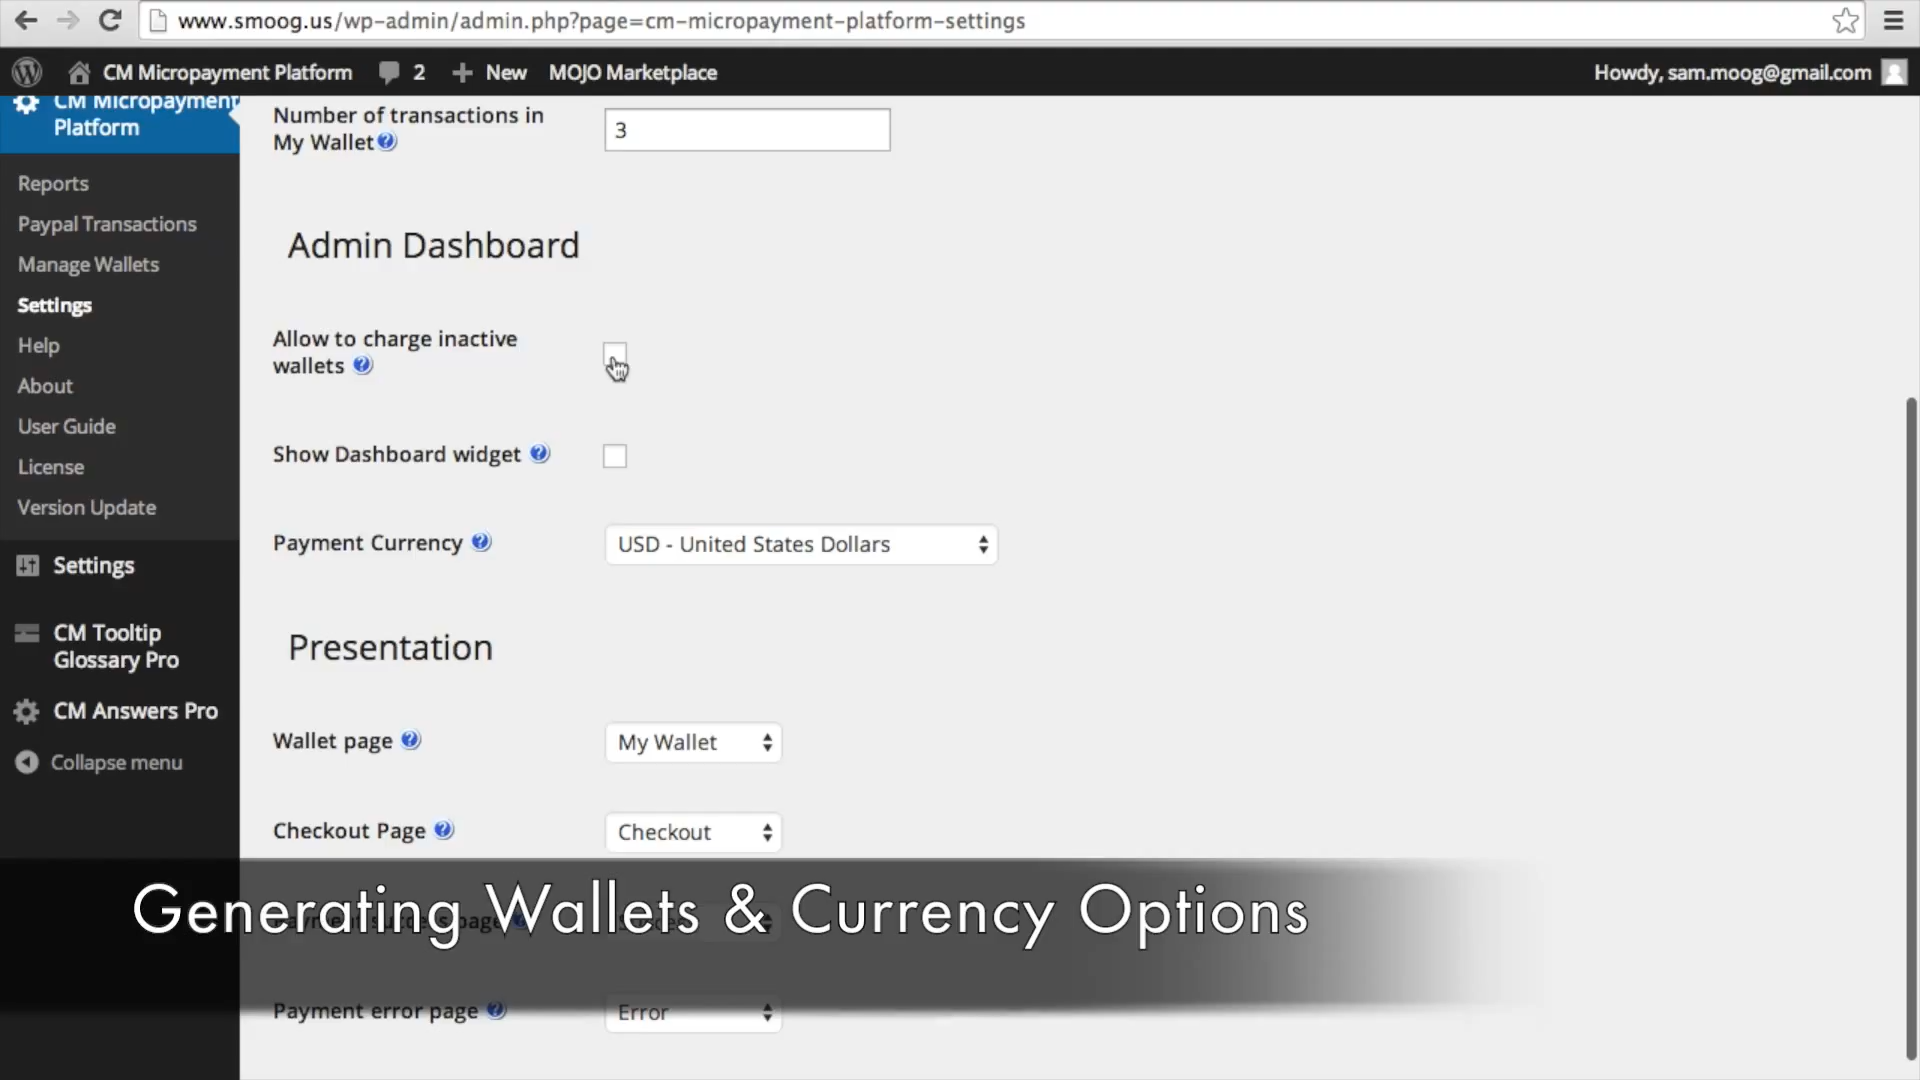 www.smoog.us/wp-admin/admin.php?page=cm-micropayment-platform-settings
CM Micropayment Platform 2 New MOJO Marketplace Howdy, sam.moog@gmail.com
CM Micropayment
Platform
Reports
Paypal Transactions
Manage Wallets
Settings
Help
About
User Guide
License
Version Update
Settings
CM Tooltip
Glossary Pro
CM Answers Pro
Collapse menu
Number of transactions in
My Wallet
3
Admin Dashboard
Allow to charge inactive
wallets
Show Dashboard widget
Payment Currency USD - United States Dollars
Presentation
Wallet page My Wallet
Checkout Page Checkout
Generating Wallets & Currency Options
Payment error page Error